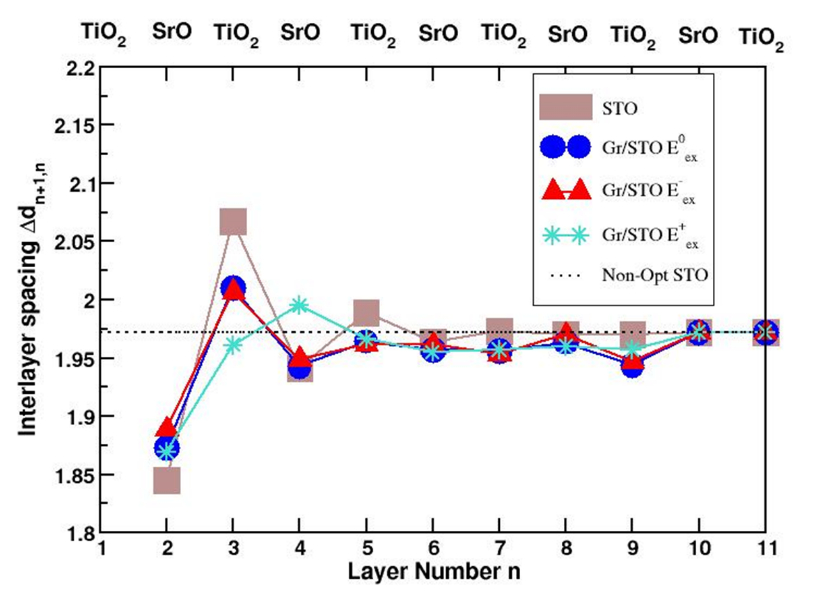 TiO2 SrO TiO2 SrO TiO2 SrO TiO2 SrO TiO2 SrO TiO2
2.2
2.15
2.1
2.05
2
1.95
1.9
1.85
1.8
Interlayer spacing Δd n+1,n
STO
Gr/STO E0ex
Gr/STO E-ex
Gr/STO E+ex
Non-Opt STO
1 2 3 4 5 6 7 8 9 10 11
Layer Number n